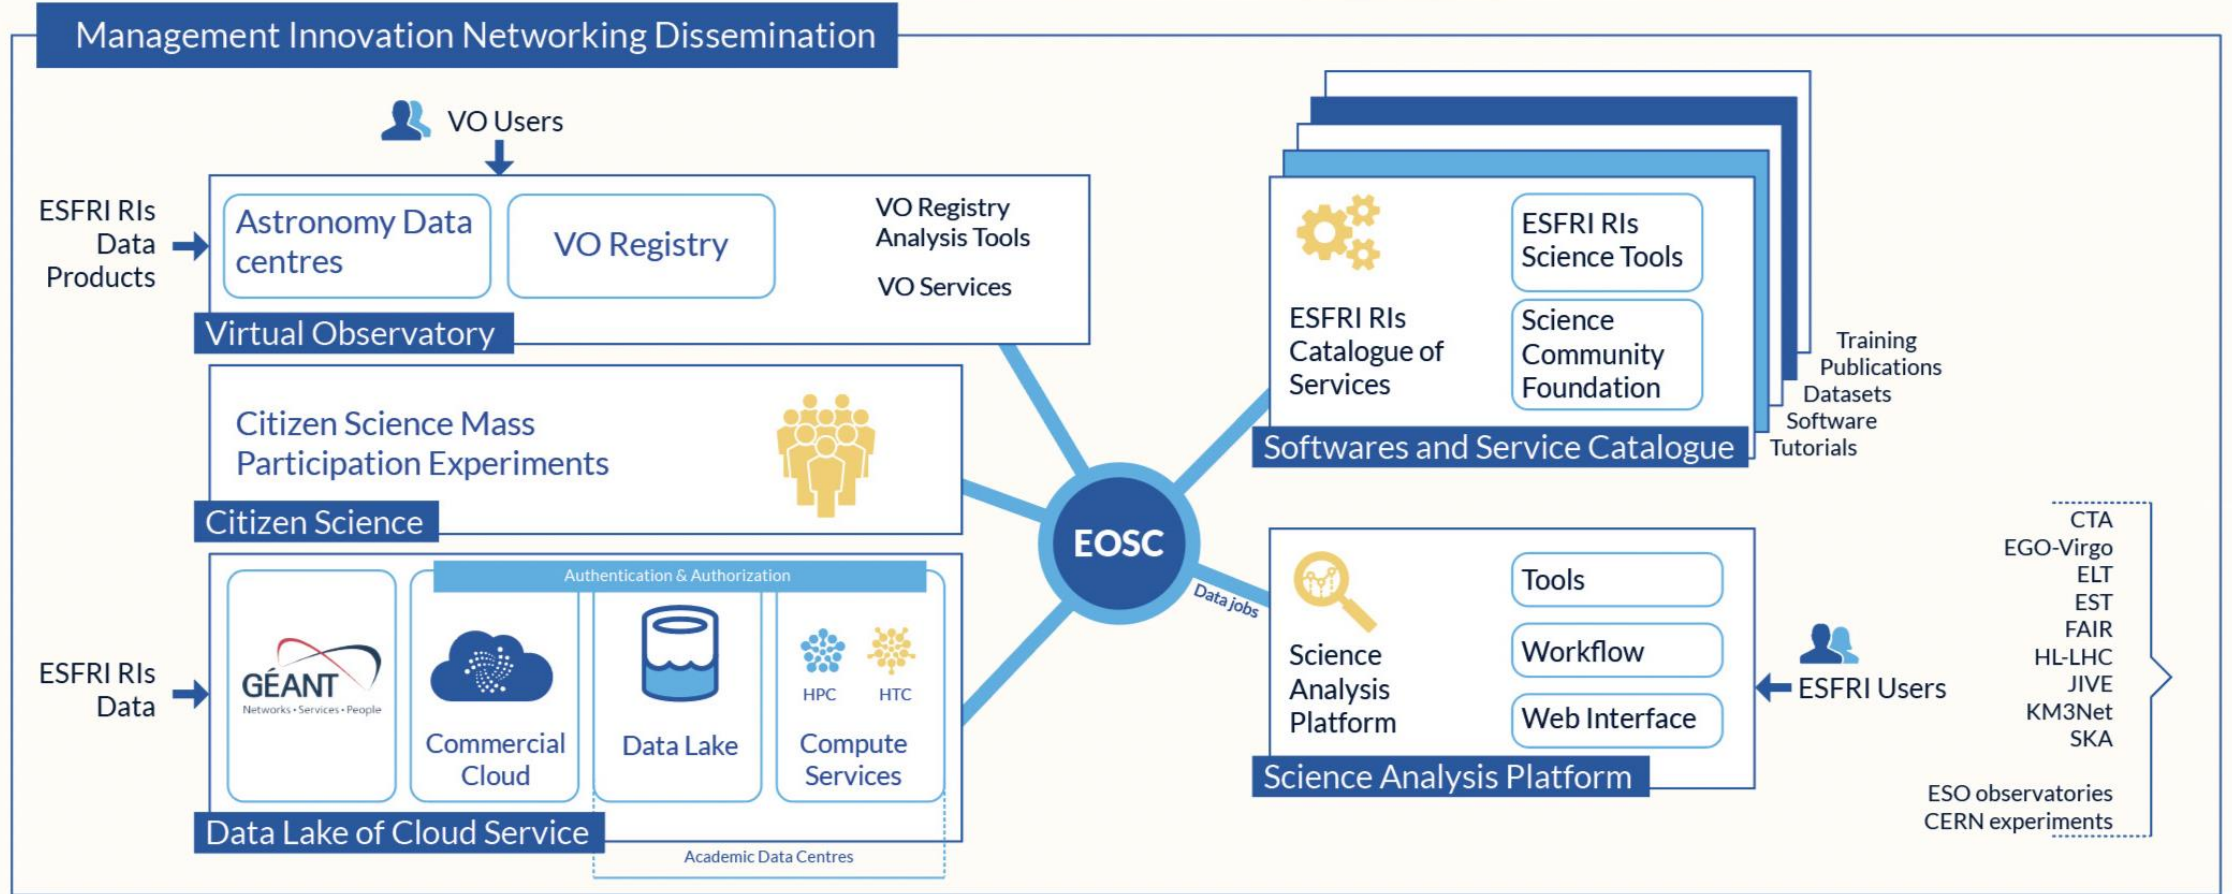 Management Innovation Networking Dissemination
VO Users
ESFRI RIs
Data
Products
Astronomy Data
centres
VO Registry
VO Registry
Analysis Tools
VO Services
Virtual Observatory
Citizen Science Mass
Participation Experiments
Citizen Science
ESFRI RIs
Data
Authentication & Authorization
GÉANT
Networks • Services • People
Commercial
Cloud
Data Lake
HPC
HTC
Compute
Services
Data Lake of Cloud Service
Academic Data Centres
EOSC
Data jobs
ESFRI RIs
Catalogue of
Services
ESFRI RIs
Science Tools
Science
Community
Foundation
Softwares and Service Catalogue
Training
Publications
Datasets
Software
Tutorials
Science
Analysis
Platform
Tools
Workflow
Web Interface
Science Analysis Platform
ESFRI Users
CTA
EGO-Virgo
ELT
EST
FAIR
HL-LHC
JIVE
KM3Net
SKA
ESO observatories
CERN experiments